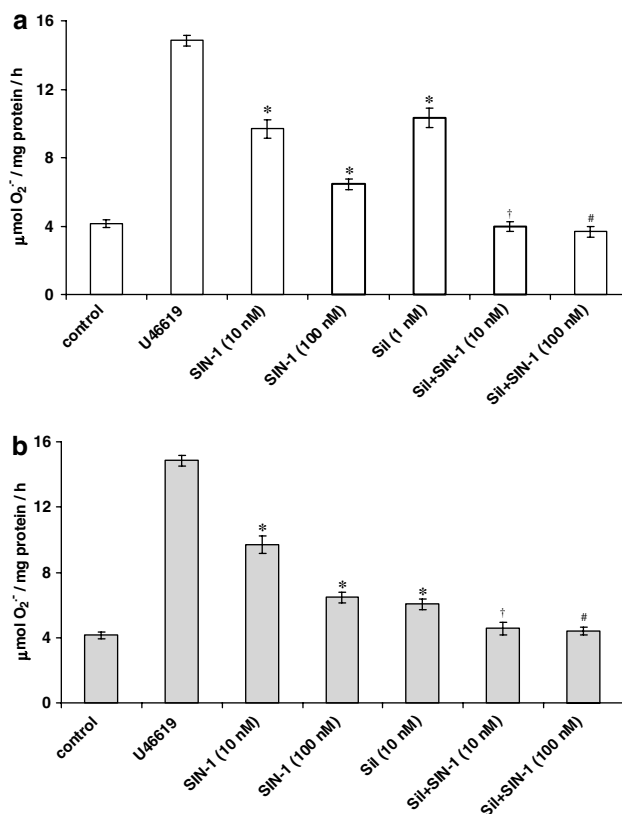 a
µmol O₂·⁻ / mg protein / h
16
12
8
4
0
*
*
*
†
#
control
U46619
SIN-1 (10 nM)
SIN-1 (100 nM)
Sil (1 nM)
Sil+SIN-1 (10 nM)
Sil+SIN-1 (100 nM)
b
µmol O₂·⁻ / mg protein / h
16
12
8
4
0
*
*
*
†
#
control
U46619
SIN-1 (10 nM)
SIN-1 (100 nM)
Sil (10 nM)
Sil+SIN-1 (10 nM)
Sil+SIN-1 (100 nM)